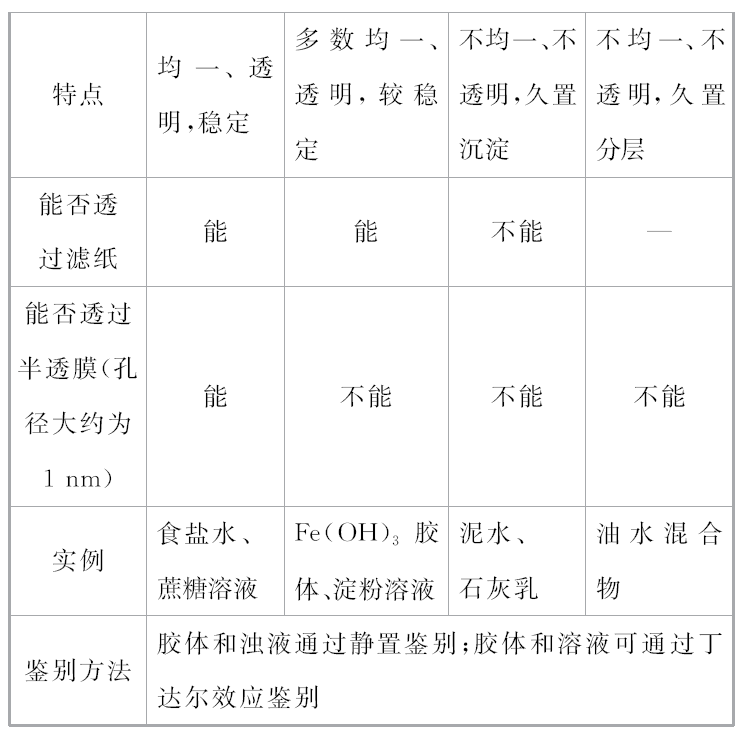 特点
均一、透
明,稳定
多数均一、
透明,较稳
定
不均一、不
透明,久置
沉淀
不均一、不
透明,久置
分层
能否透
过滤纸
能
能
不能
—
能否透过
半透膜(孔
径大约为
1 nm)
能
不能
不能
不能
实例
食盐水、
蔗糖溶液
Fe(OH)₃ 胶
体、淀粉溶液
泥水、
石灰乳
油水混合
物
鉴别方法
胶体和浊液通过静置鉴别;胶体和溶液可通过丁
达尔效应鉴别